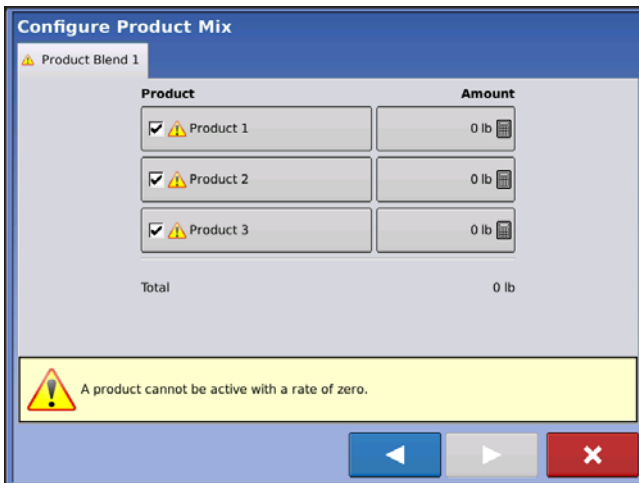 Configure Product Mix
Product Blend 1
Product Amount
Product 1 0 lb
Product 2 0 lb
Product 3 0 lb
Total 0 lb
A product cannot be active with a rate of zero.